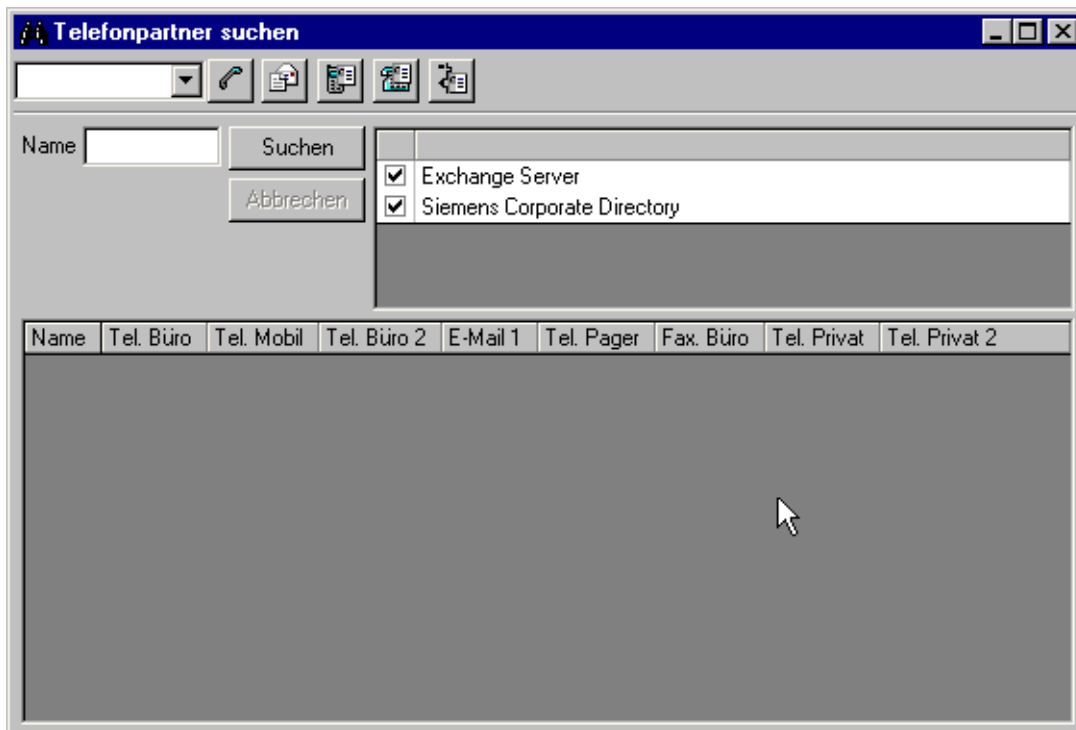 Telefonpartner suchen
Name
Suchen
Abbrechen
Exchange Server
Siemens Corporate Directory
Name Tel. Büro Tel. Mobil Tel. Büro 2 E-Mail 1 Tel. Pager Fax. Büro Tel. Privat Tel. Privat 2